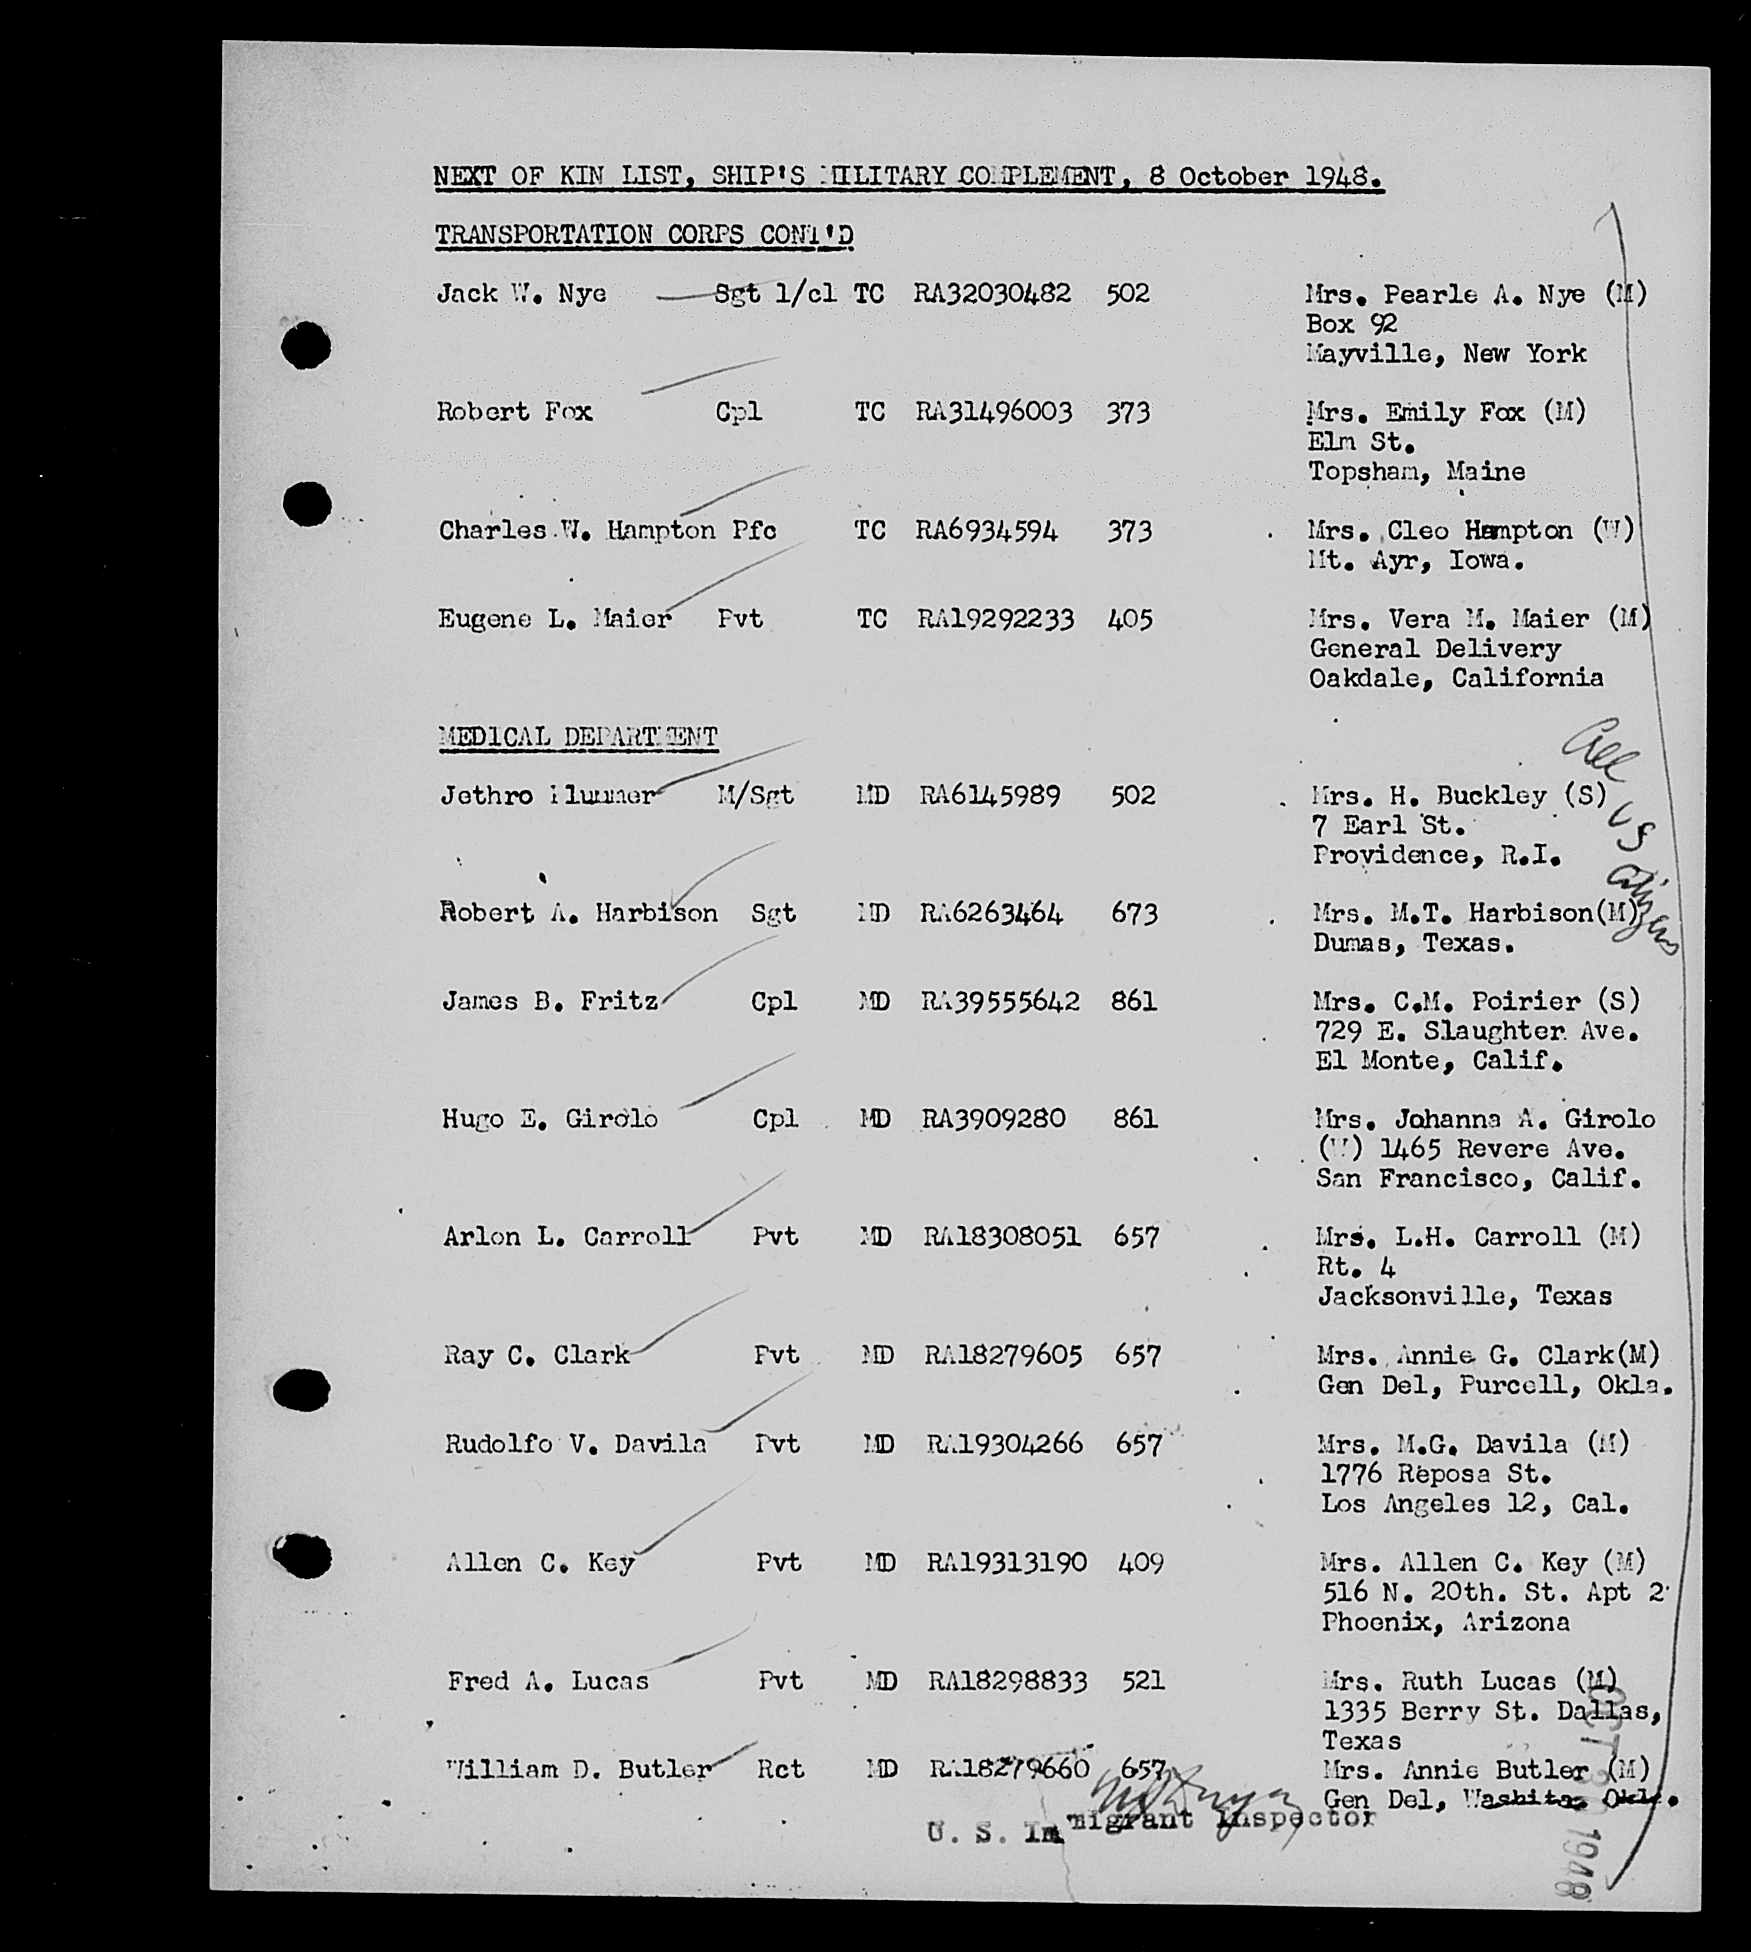 NEXT OF KIN LIST, SHIP'S MILITARY COMPLEMENT, 8 October 1948.
TRANSPORTATION CORPS CONT'D
Jack W. Nye Sgt 1/cl TC RA32030482 502 Mrs. Pearle A. Nye (M)
Box 92
Mayville, New York
Robert Fox Cpl TC RA31496003 373 Mrs. Emily Fox (M)
Elm St.
Topsham, Maine
Charles W. Hampton Pfc TC RA6934594 373 Mrs. Cleo Hampton (W)
Mt. Ayr, Iowa.
Eugene L. Maier Pvt TC RA19292233 405 Mrs. Vera M. Maier (M)
General Delivery
Oakdale, California
MEDICAL DEPARTMENT
Jethro Plummer M/Sgt MD RA6145989 502 Mrs. H. Buckley (S)
7 Earl St.
Providence, R.I.
All US Citizens
Robert A. Harbison Sgt MD RA6263464 673 Mrs. M.T. Harbison(M)
Dumas, Texas.
James B. Fritz Cpl MD RA39555642 861 Mrs. C.M. Poirier (S)
729 E. Slaughter Ave.
El Monte, Calif.
Hugo E. Girolo Cpl MD RA3909280 861 Mrs. Johanna A. Girolo
(W) 1465 Revere Ave.
San Francisco, Calif.
Arlon L. Carroll Pvt MD RA18308051 657 Mrs. L.H. Carroll (M)
Rt. 4
Jacksonville, Texas
Ray C. Clark Pvt MD RA18279605 657 Mrs. Annie G. Clark(M)
Gen Del, Purcell, Okla.
Rudolfo V. Davila Pvt MD RA19304266 657 Mrs. M.G. Davila (M)
1776 Reposa St.
Los Angeles 12, Cal.
Allen C. Key Pvt MD RA19313190 409 Mrs. Allen C. Key (M)
516 N. 20th. St. Apt 2
Phoenix, Arizona
Fred A. Lucas Pvt MD RA18298833 521 Mrs. Ruth Lucas (M)
1335 Berry St. Dallas,
Texas
William D. Butler Rct MD RA18279660 657 Mrs. Annie Butler (M)
Gen Del, Washita, Okla.
U. S. Immigrant Inspector
OCT 1948